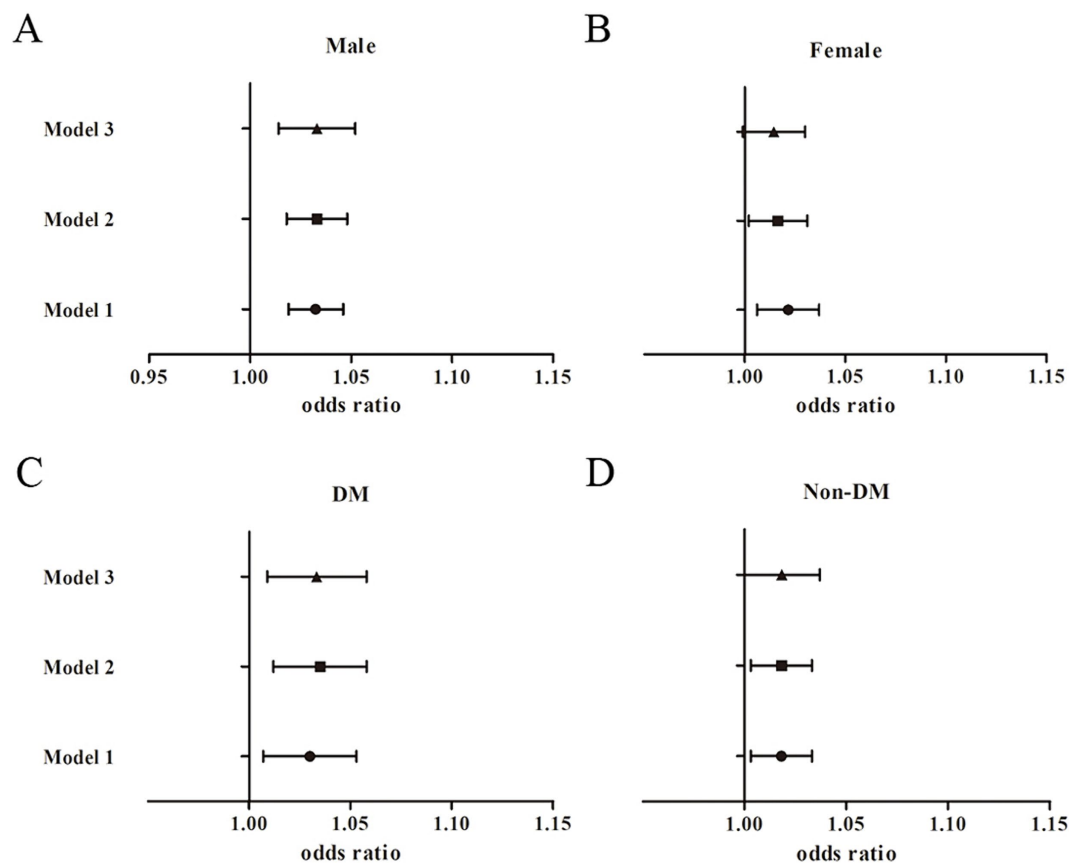 A
Male
Model 3
Model 2
Model 1
0.95 1.00 1.05 1.10 1.15
odds ratio
B
Female
1.00 1.05 1.10 1.15
odds ratio
C
DM
Model 3
Model 2
Model 1
1.00 1.05 1.10 1.15
odds ratio
D
Non-DM
1.00 1.05 1.10 1.15
odds ratio